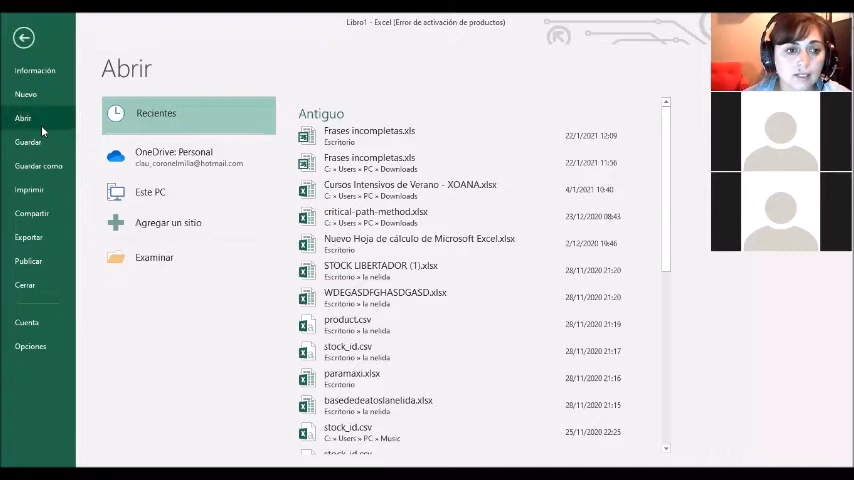 Libro1 - Excel (Error de activación de productos)
Información
Nuevo
Abrir
Guardar
Guardar como
Imprimir
Compartir
Exportar
Publicar
Cerrar
Cuenta
Opciones
Abrir
Recientes
OneDrive: Personal
clau_coronelmilla@hotmail.com
Este PC
Agregar un sitio
Examinar
Antiguo
Frases incompletas.xls 22/1/2021 12:09
Escritorio
Frases incompletas.xls 22/1/2021 11:56
C: » Users » PC » Downloads
Cursos Intensivos de Verano - XOANA.xlsx 4/1/2021 10:40
C: » Users » PC » Downloads
critical-path-method.xlsx 23/12/2020 08:43
C: » Users » PC » Downloads
Nuevo Hoja de cálculo de Microsoft Excel.xlsx 2/12/2020 19:46
Escritorio
STOCK LIBERTADOR (1).xlsx 28/11/2020 21:20
Escritorio » la nelida
WDEGASDFGHASDGASD.xlsx 28/11/2020 21:20
Escritorio » la nelida
product.csv 28/11/2020 21:19
Escritorio » la nelida
stock_id.csv 28/11/2020 21:17
Escritorio » la nelida
paramaxi.xlsx 28/11/2020 21:16
Escritorio
basededeatoslanelida.xlsx 28/11/2020 21:15
Escritorio » la nelida
stock_id.csv 25/11/2020 22:25
C: » Users » PC » Music